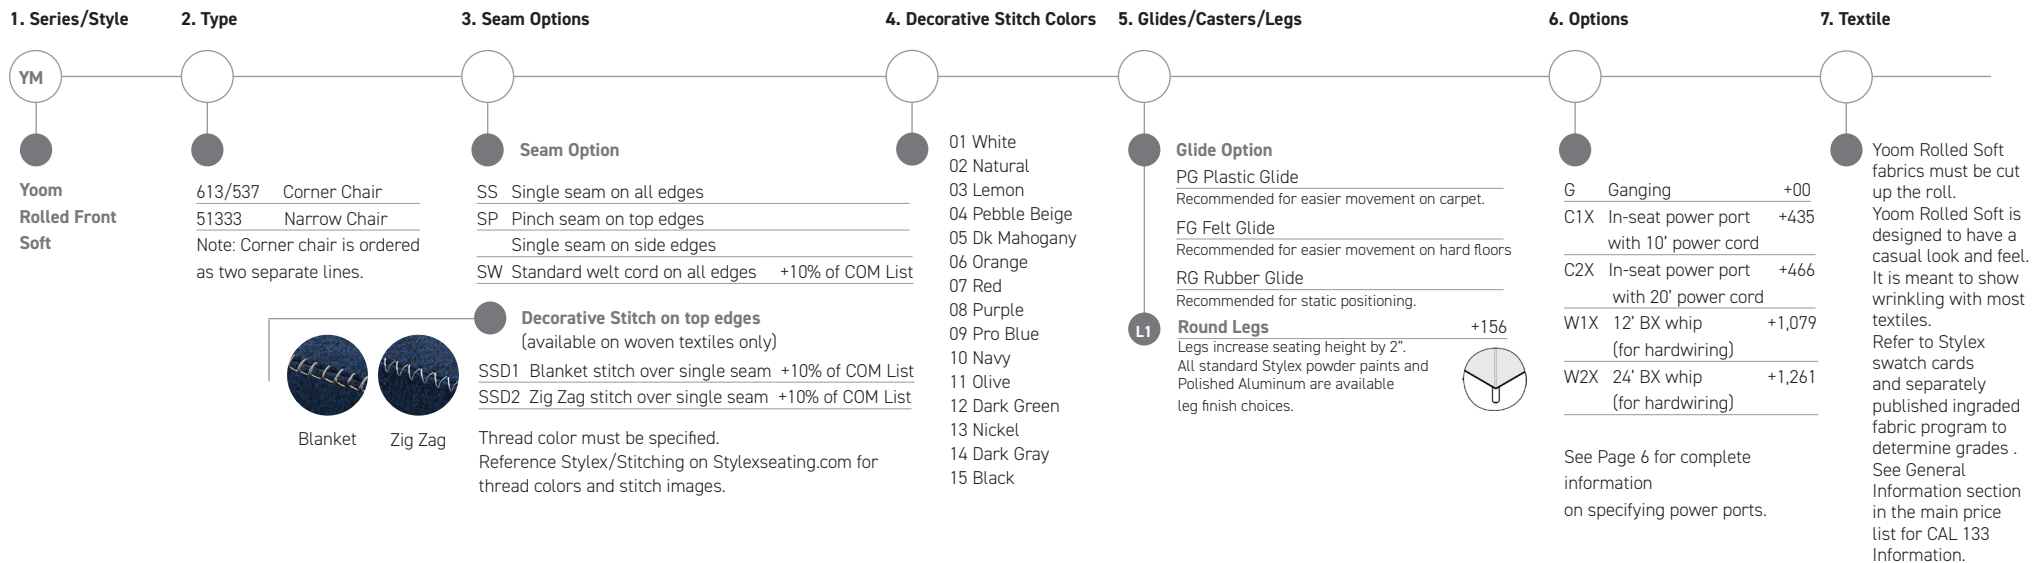 1. Series/Style
2. Type
3. Seam Options
4. Decorative Stitch Colors
5. Glides/Casters/Legs
6. Options
7. Textile
YM
Yoom
Rolled Front
Soft
613/537 Corner Chair
51333 Narrow Chair
Note: Corner chair is ordered
as two separate lines.
Seam Option
SS Single seam on all edges
SP Pinch seam on top edges
Single seam on side edges
SW Standard welt cord on all edges +10% of COM List
Decorative Stitch on top edges
(available on woven textiles only)
SSD1 Blanket stitch over single seam +10% of COM List
SSD2 Zig Zag stitch over single seam +10% of COM List
Blanket
Zig Zag
Thread color must be specified.
Reference Stylex/Stitching on Stylexseating.com for
thread colors and stitch images.
01 White
02 Natural
03 Lemon
04 Pebble Beige
05 Dk Mahogany
06 Orange
07 Red
08 Purple
09 Pro Blue
10 Navy
11 Olive
12 Dark Green
13 Nickel
14 Dark Gray
15 Black
Glide Option
PG Plastic Glide
Recommended for easier movement on carpet.
FG Felt Glide
Recommended for easier movement on hard floors
RG Rubber Glide
Recommended for static positioning.
L1
Round Legs +156
Legs increase seating height by 2".
All standard Stylex powder paints and
Polished Aluminum are available
leg finish choices.
G Ganging +00
C1X In-seat power port +435
with 10' power cord
C2X In-seat power port +466
with 20' power cord
W1X 12' BX whip +1,079
(for hardwiring)
W2X 24' BX whip +1,261
(for hardwiring)
See Page 6 for complete
information
on specifying power ports.
Yoom Rolled Soft
fabrics must be cut
up the roll.
Yoom Rolled Soft is
designed to have a
casual look and feel.
It is meant to show
wrinkling with most
textiles.
Refer to Stylex
swatch cards
and separately
published ingraded
fabric program to
determine grades .
See General
Information section
in the main price
list for CAL 133
Information.